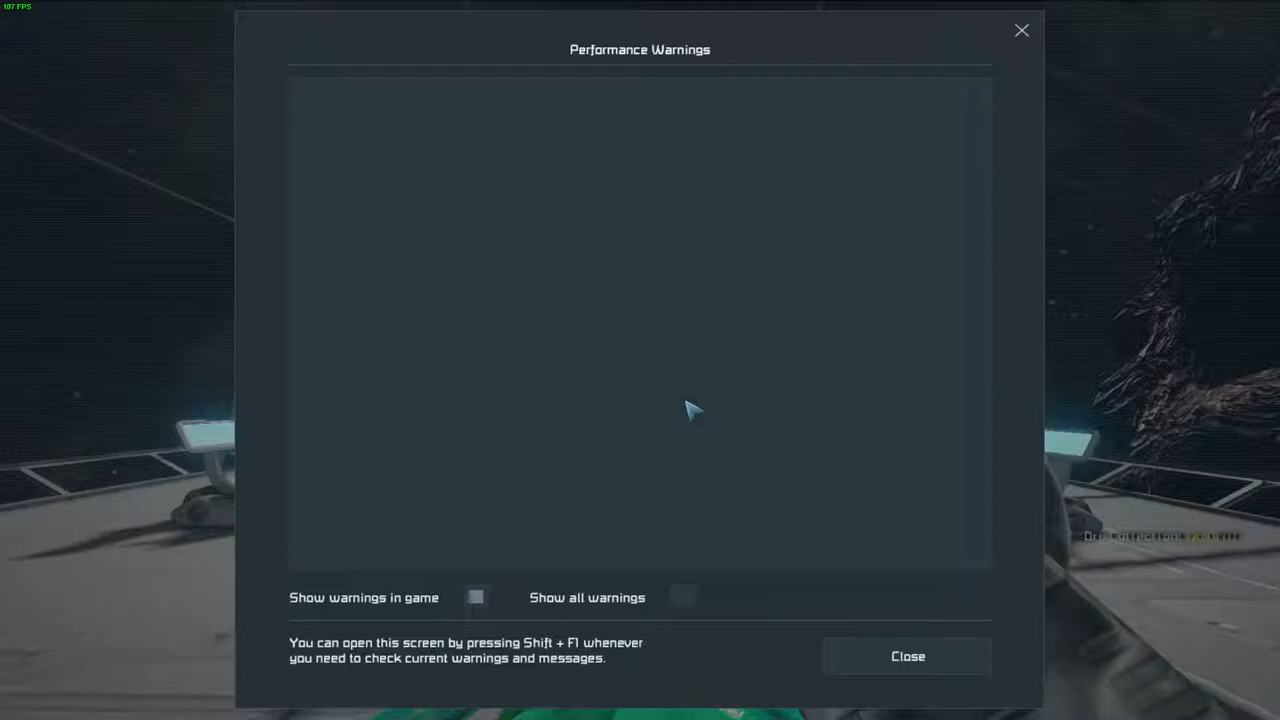 107 FPS
Performance Warnings
Show warnings in game
Show all warnings
You can open this screen by pressing Shift + F1 whenever
you need to check current warnings and messages.
Close